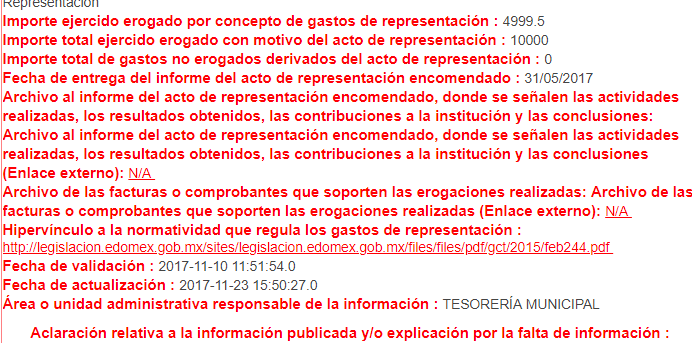 Representación
Importe ejercido erogado por concepto de gastos de representación : 4999.5
Importe total ejercido erogado con motivo del acto de representación : 10000
Importe total de gastos no erogados derivados del acto de representación : 0
Fecha de entrega del informe del acto de representación encomendado : 31/05/2017
Archivo al informe del acto de representación encomendado, donde se señalen las actividades
realizadas, los resultados obtenidos, las contribuciones a la institución y las conclusiones:
Archivo al informe del acto de representación encomendado, donde se señalen las actividades
realizadas, los resultados obtenidos, las contribuciones a la institución y las conclusiones
(Enlace externo): N/A
Archivo de las facturas o comprobantes que soporten las erogaciones realizadas: Archivo de las
facturas o comprobantes que soporten las erogaciones realizadas (Enlace externo): N/A
Hipervínculo a la normatividad que regula los gastos de representación :
http://legislacion.edomex.gob.mx/sites/legislacion.edomex.gob.mx/files/files/pdf/gct/2015/feb244.pdf
Fecha de validación : 2017-11-10 11:51:54.0
Fecha de actualización : 2017-11-23 15:50:27.0
Área o unidad administrativa responsable de la información : TESORERÍA MUNICIPAL
Aclaración relativa a la información publicada y/o explicación por la falta de información :